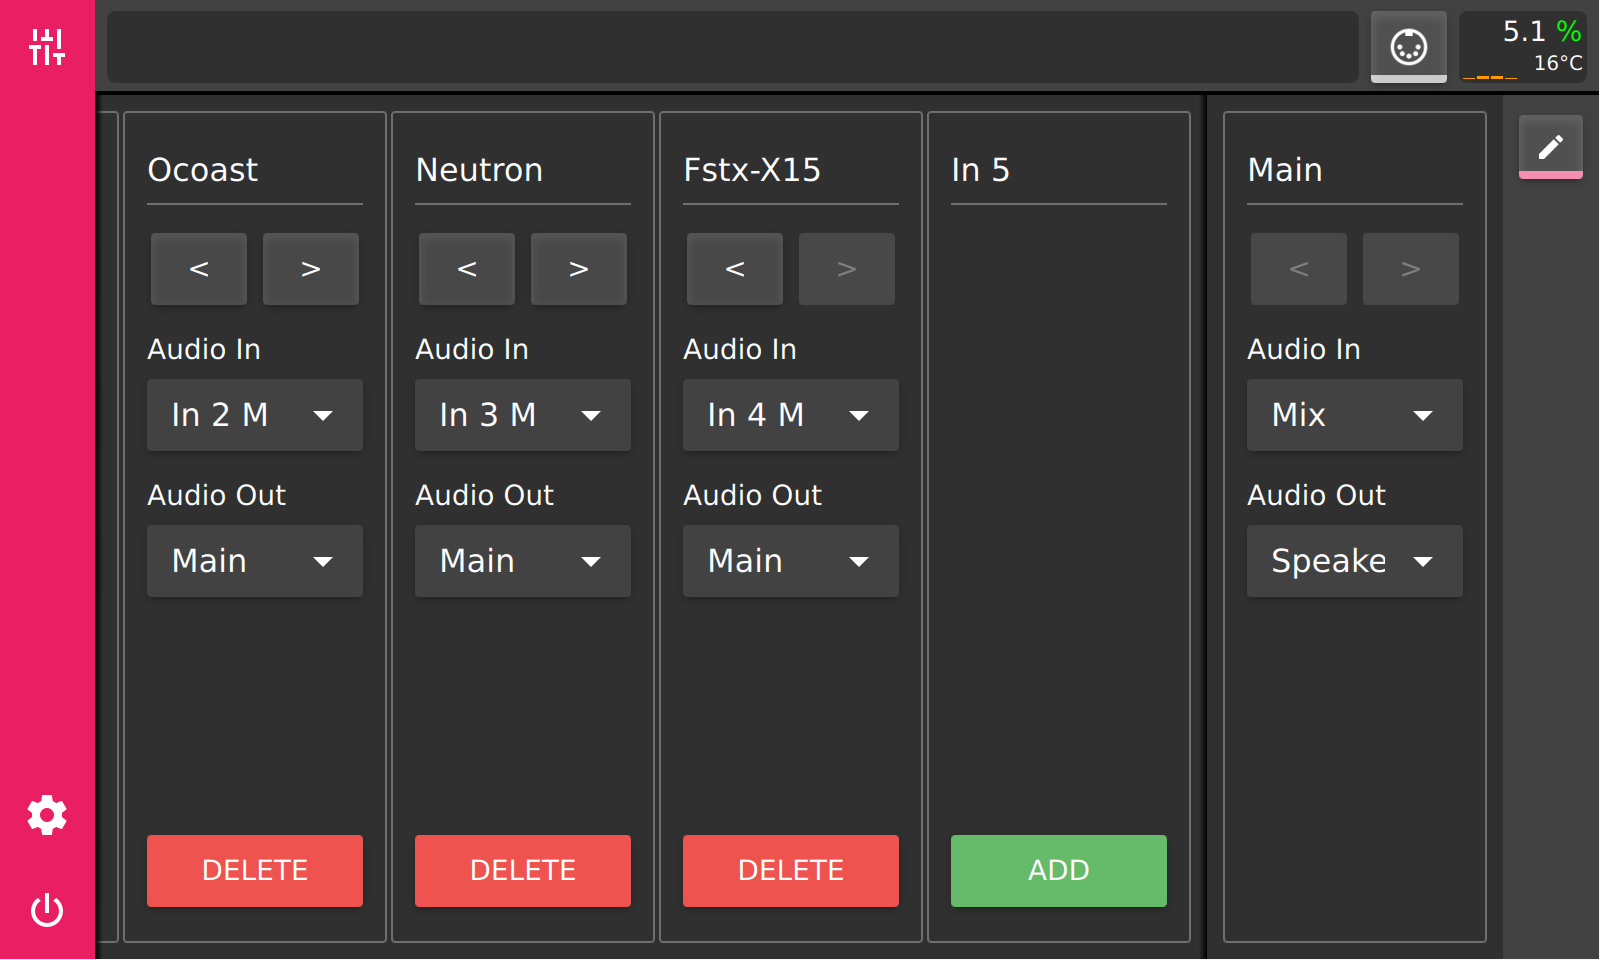 5.1 %
16°C
Ocoast
Neutron
Fstx-X15
In 5
Main
< >
< >
< >
< >
Audio In
Audio In
Audio In
Audio In
In 2 M
In 3 M
In 4 M
Mix
Audio Out
Audio Out
Audio Out
Audio Out
Main
Main
Main
Speake
DELETE
DELETE
DELETE
ADD